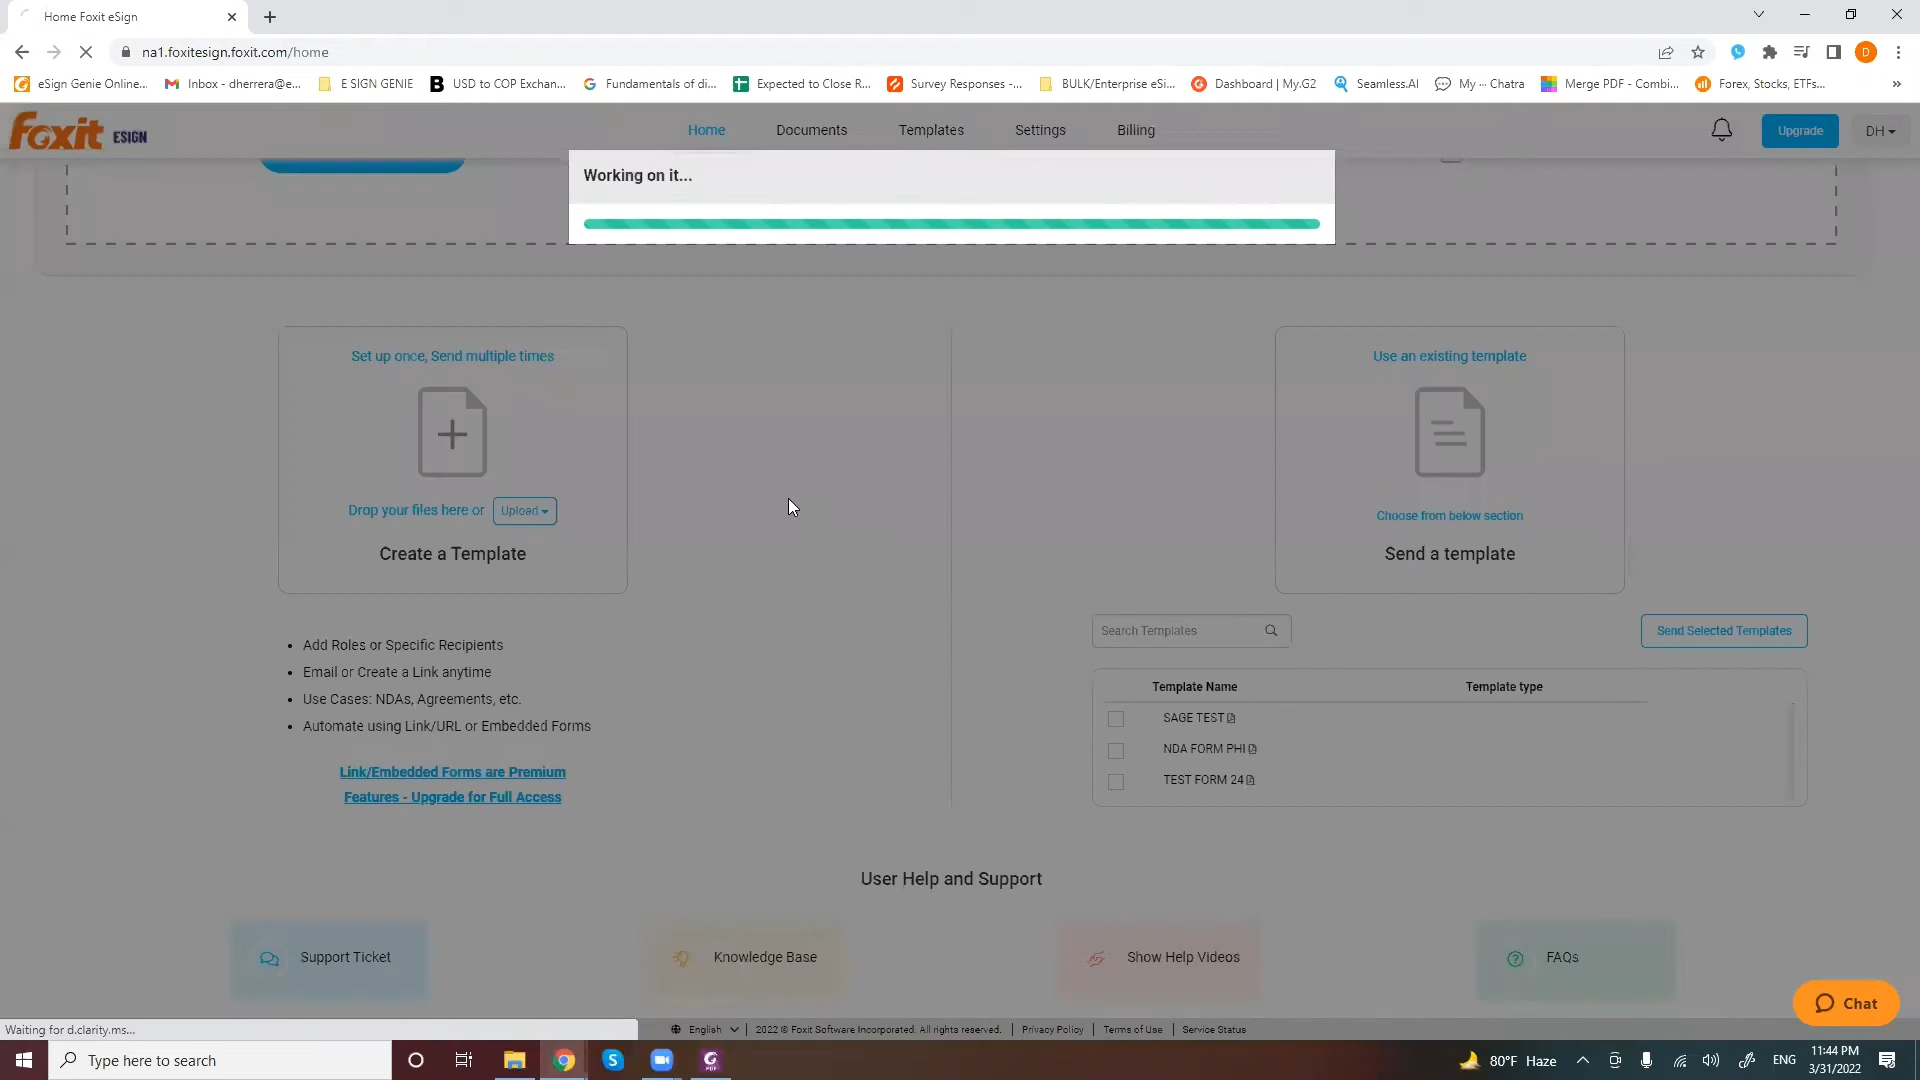 Home Foxit eSign
na1.foxitesign.foxit.com/home
D
eSign Genie Online...
Inbox - dherrera@e...
E SIGN GENIE
USD to COP Exchan...
Fundamentals of di...
Expected to Close R...
Survey Responses -...
BULK/Enterprise eSi...
Dashboard | My.G2
Seamless.AI
My ·· Chatra
Merge PDF - Combi...
Forex, Stocks, ETFs...
»
foxit ESIGN
Home
Documents
Templates
Settings
Billing
Upgrade
DH
Working on it...
Set up once, Send multiple times
Drop your files here or
Upload
Create a Template
Add Roles or Specific Recipients
Email or Create a Link anytime
Use Cases: NDAs, Agreements, etc.
Automate using Link/URL or Embedded Forms
Link/Embedded Forms are Premium
Features - Upgrade for Full Access
Use an existing template
Choose from below section
Send a template
Search Templates
Send Selected Templates
Template Name
Template type
SAGE TEST
NDA FORM PHI
TEST FORM 24
User Help and Support
Support Ticket
Knowledge Base
Show Help Videos
FAQs
Chat
Waiting for d.clarity.ms...
English
2022 © Foxit Software Incorporated. All rights reserved.
Privacy Policy
Terms of Use
Service Status
Type here to search
80°F Haze
ENG
11:44 PM
3/31/2022